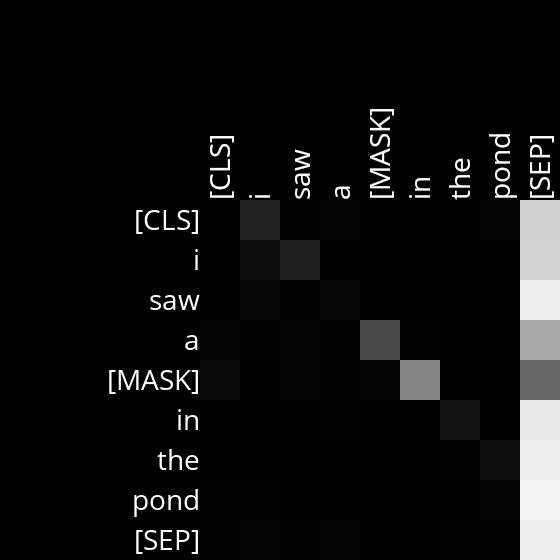 [CLS] i saw a [MASK] in the pond [SEP]
[CLS]
i
saw
a
[MASK]
in
the
pond
[SEP]